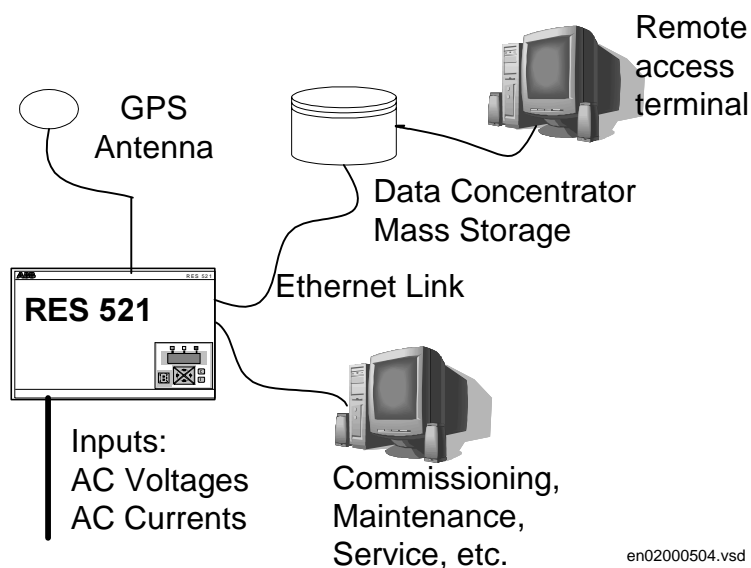 Remote
access
terminal
GPS
Antenna
Data Concentrator
Mass Storage
Ethernet Link
ABB
RES 521
RES 521
Inputs:
AC Voltages
AC Currents
Commissioning,
Maintenance,
Service, etc.
en02000504.vsd